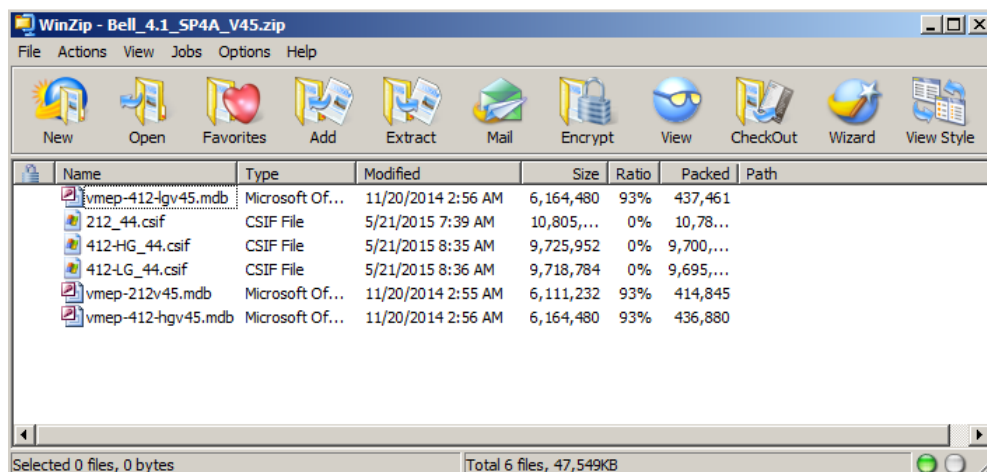 WinZip - Bell_4.1_SP4A_V45.zip
File Actions View Jobs Options Help
New Open Favorites Add Extract Mail Encrypt View CheckOut Wizard View Style
Name Type Modified Size Ratio Packed Path
vmep-412-lgv45.mdb Microsoft Of... 11/20/2014 2:56 AM 6,164,480 93% 437,461
212_44.csif CSIF File 5/21/2015 7:39 AM 10,805,... 0% 10,78...
412-HG_44.csif CSIF File 5/21/2015 8:35 AM 9,725,952 0% 9,700,...
412-LG_44.csif CSIF File 5/21/2015 8:36 AM 9,718,784 0% 9,695,...
vmep-212v45.mdb Microsoft Of... 11/20/2014 2:55 AM 6,111,232 93% 414,845
vmep-412-hgv45.mdb Microsoft Of... 11/20/2014 2:56 AM 6,164,480 93% 436,880
Selected 0 files, 0 bytes Total 6 files, 47,549KB